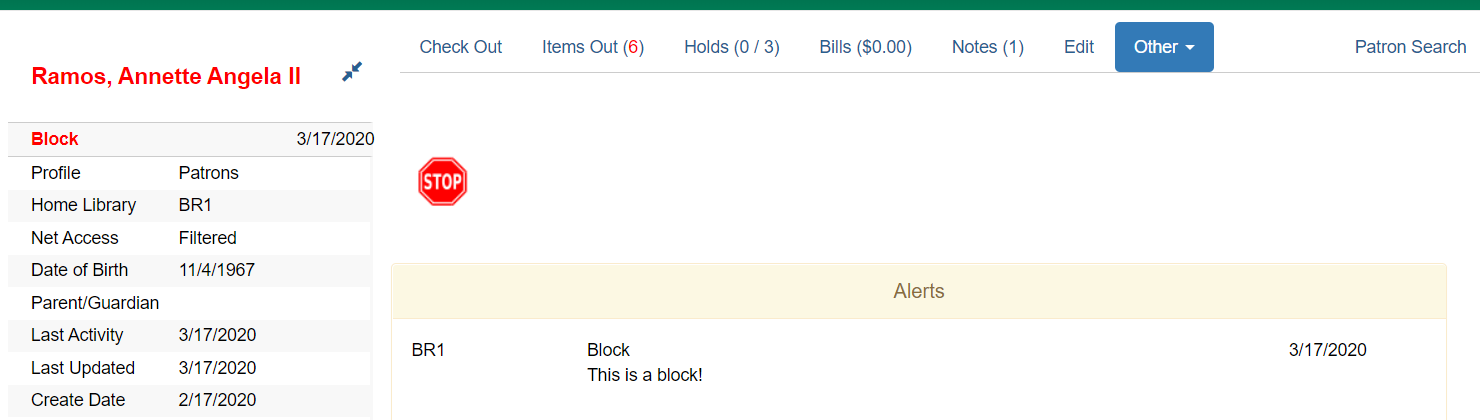 Check Out Items Out (6) Holds (0 / 3) Bills ($0.00) Notes (1) Edit Other Patron Search
Ramos, Annette Angela II
Block 3/17/2020
Profile Patrons
Home Library BR1
Net Access Filtered
Date of Birth 11/4/1967
Parent/Guardian
Last Activity 3/17/2020
Last Updated 3/17/2020
Create Date 2/17/2020
STOP
Alerts
BR1 Block 3/17/2020
This is a block!